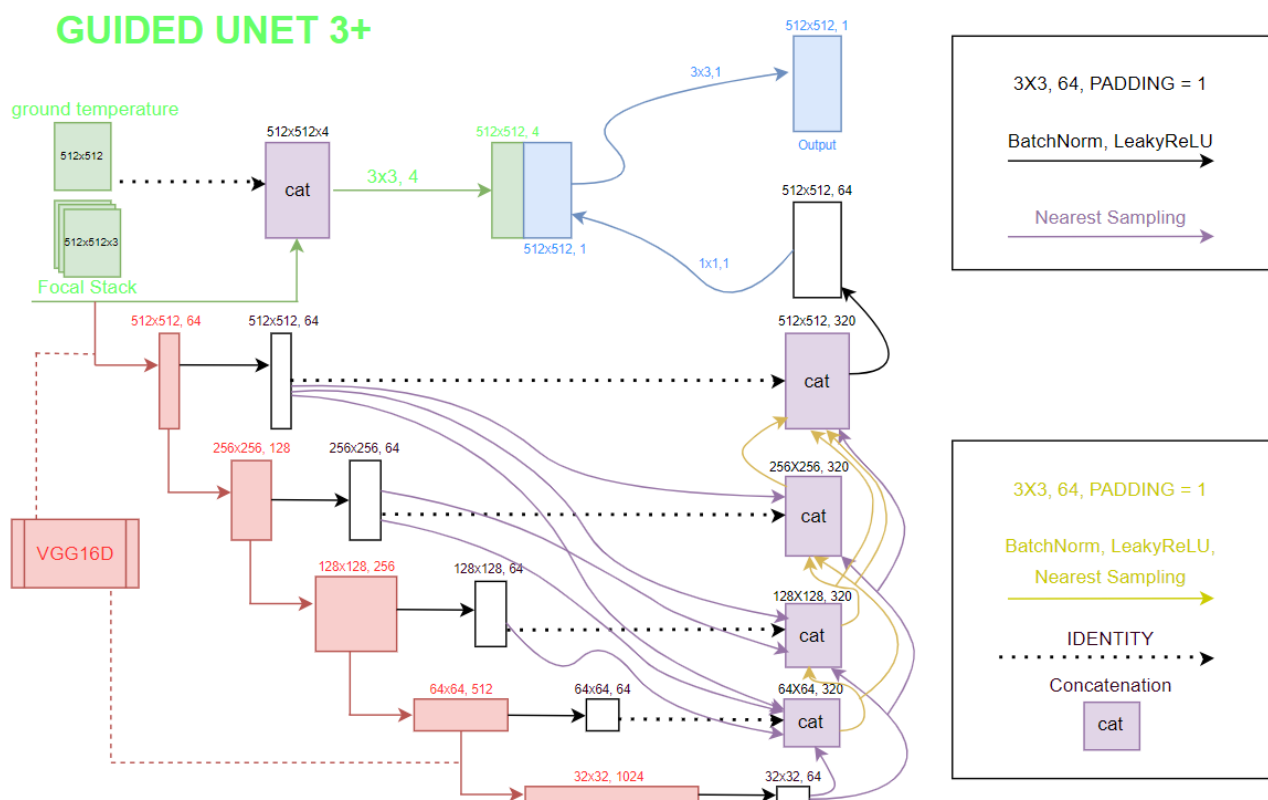 GUIDED UNET 3+
ground temperature
512x512
512x512x3
Focal Stack
512x512x4
cat
3x3, 4
512x512, 4
512x512, 1
3x3,1
512x512, 1
Output
1x1,1
512x512, 64
512x512, 64
512x512, 64
512x512, 320
cat
256x256, 128
256x256, 64
256X256, 320
cat
VGG16D
128x128, 256
128x128, 64
128X128, 320
cat
64x64, 512
64x64, 64
64X64, 320
cat
32x32, 1024
32x32, 64
3X3, 64, PADDING = 1
BatchNorm, LeakyReLU
Nearest Sampling
3X3, 64, PADDING = 1
BatchNorm, LeakyReLU,
Nearest Sampling
IDENTITY
Concatenation
cat